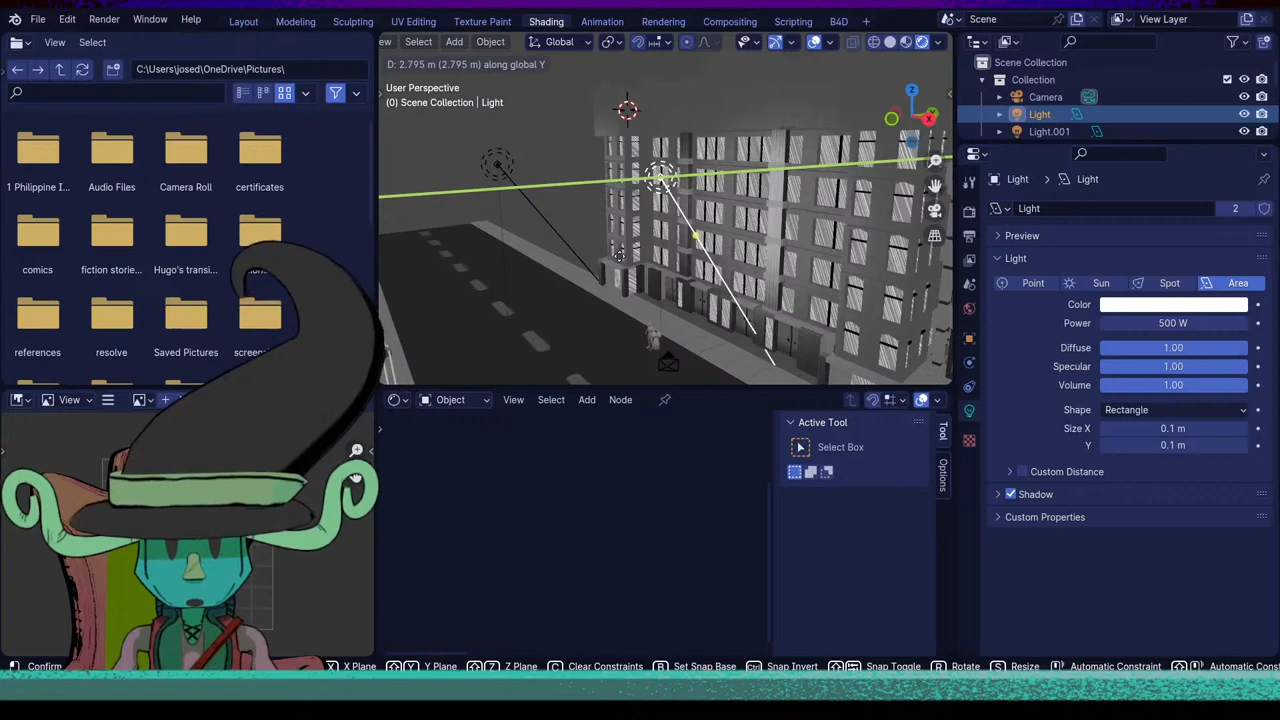 File Edit Render Window Help Layout Modeling Sculpting UV Editing Texture Paint Shading Animation Rendering Compositing Scripting B4D + Scene View Layer
View Select
C:\Users\josed\OneDrive\Pictures\
1 Philippine I... Audio Files Camera Roll certificates
comics fiction storie... Hugo's transi...
references resolve Saved Pictures
View
ew Select Add Object Global
D: 2.795 m (2.795 m) along global Y
User Perspective
(0) Scene Collection | Light
Z
Object View Select Add Node
Active Tool
Select Box
Tool
Options
Scene Collection
Collection
Camera
Light
Light.001
Light Light
Light 2
Preview
Light
Point Sun Spot Area
Color
Power 500 W
Diffuse 1.00
Specular 1.00
Volume 1.00
Shape Rectangle
Size X 0.1 m
Y 0.1 m
Custom Distance
Shadow
Custom Properties
Confirm X X Plane Y Plane Z Plane C Clear Constraints B Set Snap Base Ctrl Snap Invert Snap Toggle R Rotate S Resize Automatic Constraint Automatic Const